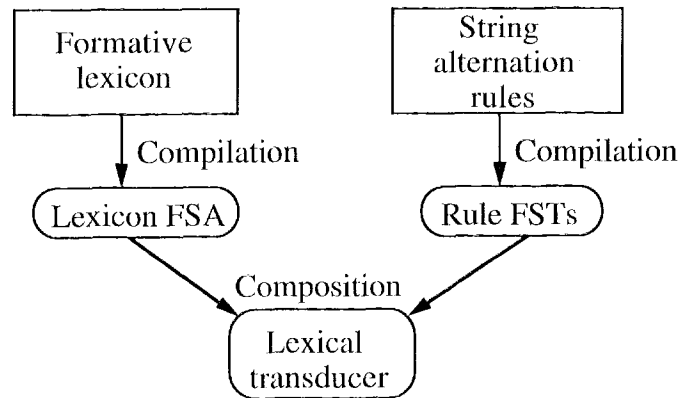 Formative
lexicon
String
alternation
rules
Compilation
Compilation
Lexicon FSA
Rule FSTs
Composition
Lexical
transducer